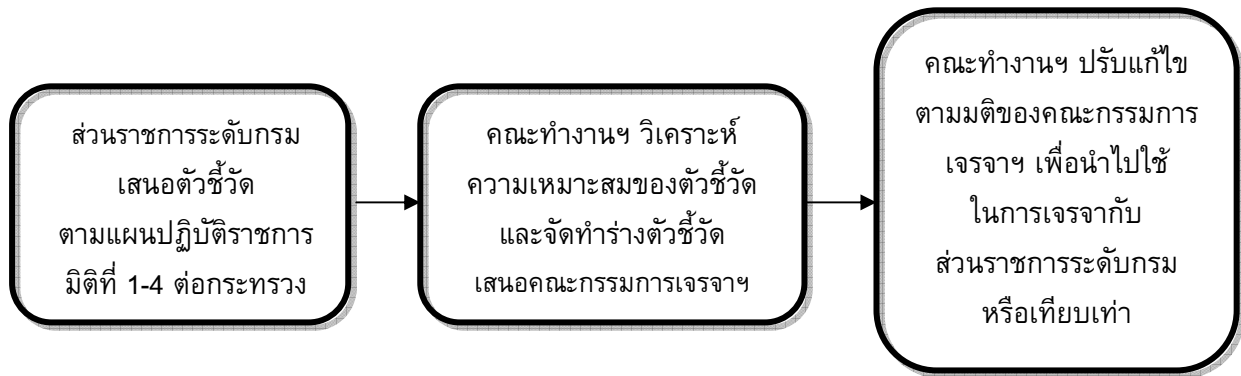 ส่วนราชการระดับกรม
เสนอตัวชี้วัด
ตามแผนปฏิบัติราชการ
มิติที่ 1-4 ต่อกระทรวง
คณะทำงานฯ วิเคราะห์
ความเหมาะสมของตัวชี้วัด
และจัดทำร่างตัวชี้วัด
เสนอคณะกรรมการเจรจาฯ
คณะทำงานฯ ปรับแก้ไข
ตามมติของคณะกรรมการ
เจรจาฯ เพื่อนำไปใช้
ในการเจรจากับ
ส่วนราชการระดับกรม
หรือเทียบเท่า